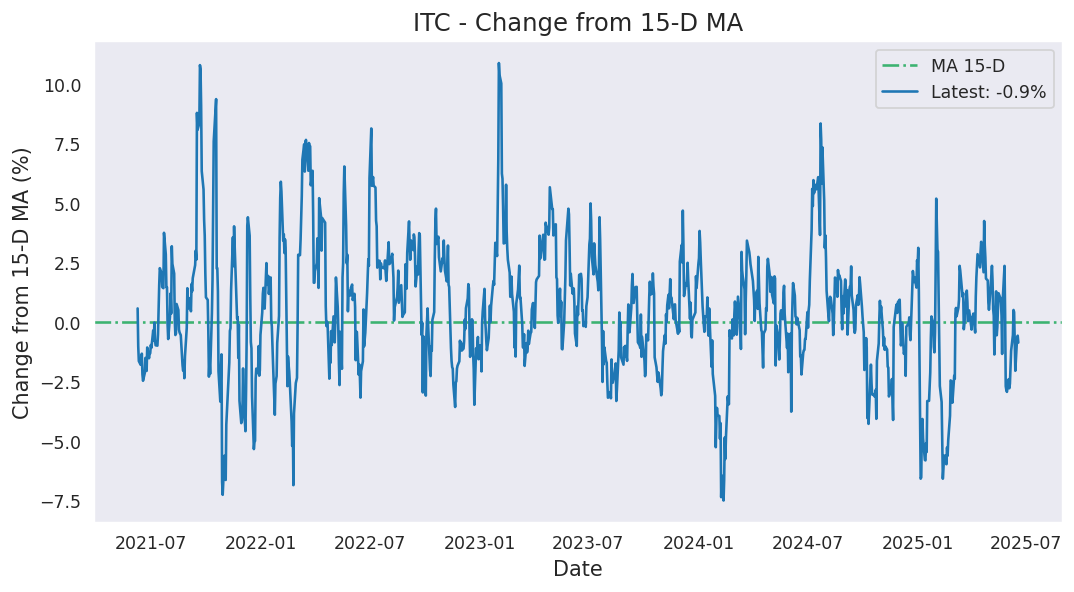 ITC - Change from 15-D MA
MA 15-D
Latest: -0.9%
Change from 15-D MA (%)
10.0
7.5
5.0
2.5
0.0
−2.5
−5.0
−7.5
2021-07 2022-01 2022-07 2023-01 2023-07 2024-01 2024-07 2025-01 2025-07
Date